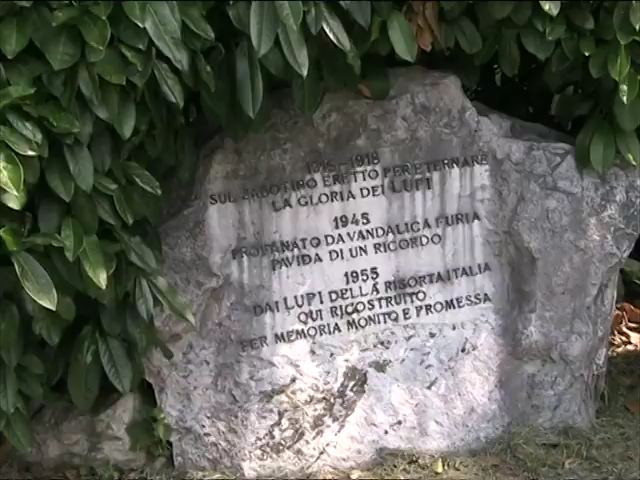 1915-1918
SUL SABOTINO ERETTO PER ETERNARE
LA GLORIA DEI LUPI
1945
PROFANATO DA VANDALICA FURIA
PAVIDA DI UN RICORDO
1955
DAI LUPI DELLA RISORTA ITALIA
QUI RICOSTRUITO
PER MEMORIA MONITO E PROMESSA